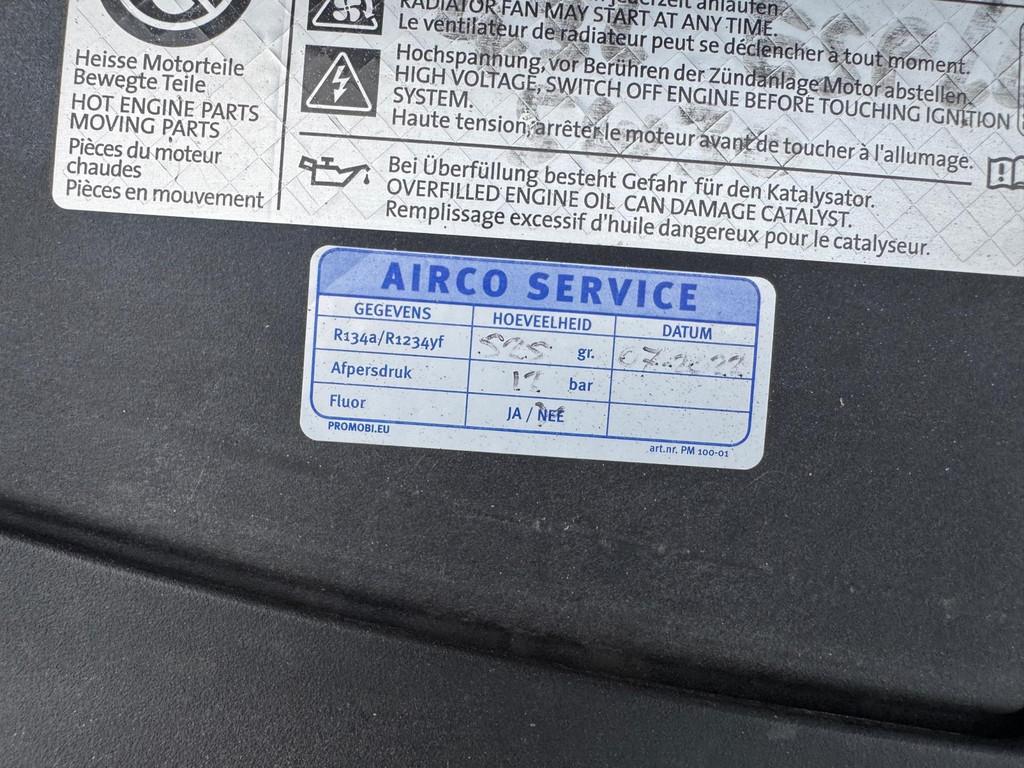 jederzeit anlaufen.
RADIATOR FAN MAY START AT ANY TIME.
Le ventilateur de radiateur peut se déclencher à tout moment.
Hochspannung, vor Berühren der Zündanlage Motor abstellen.
HIGH VOLTAGE, SWITCH OFF ENGINE BEFORE TOUCHING IGNITION
SYSTEM.
Haute tension, arrêter le moteur avant de toucher à l'allumage.
Heisse Motorteile
Bewegte Teile
HOT ENGINE PARTS
MOVING PARTS
Pièces du moteur
chaudes
Pièces en mouvement
Bei Überfüllung besteht Gefahr für den Katalysator.
OVERFILLED ENGINE OIL CAN DAMAGE CATALYST.
Remplissage excessif d'huile dangereux pour le catalyseur.
AIRCO SERVICE
GEGEVENS HOEVEELHEID DATUM
R134a/R1234yf 525 gr.
Afpersdruk bar
Fluor JA / NEE
PROMOBI.EU art.nr. PM 100-01